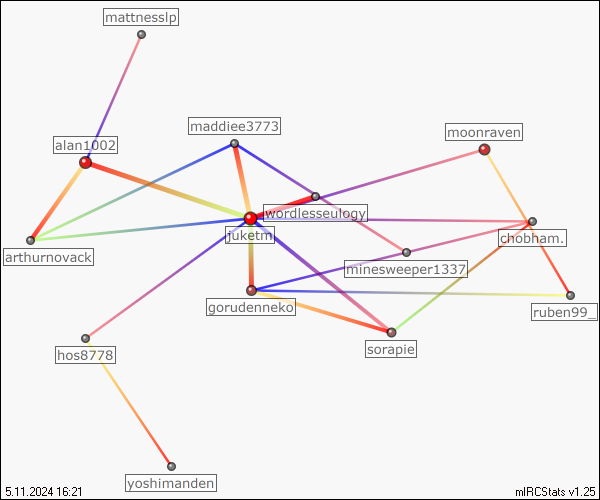 mattnesslp
maddiee3773
moonraven
alan1002
wordlesseulogy
juketm
chobham.
arthurnovack
minesweeper1337
gorudenneko
ruben99_
sorapie
hos8778
yoshimanden
5.11.2024 16:21
mIRCStats v1.25